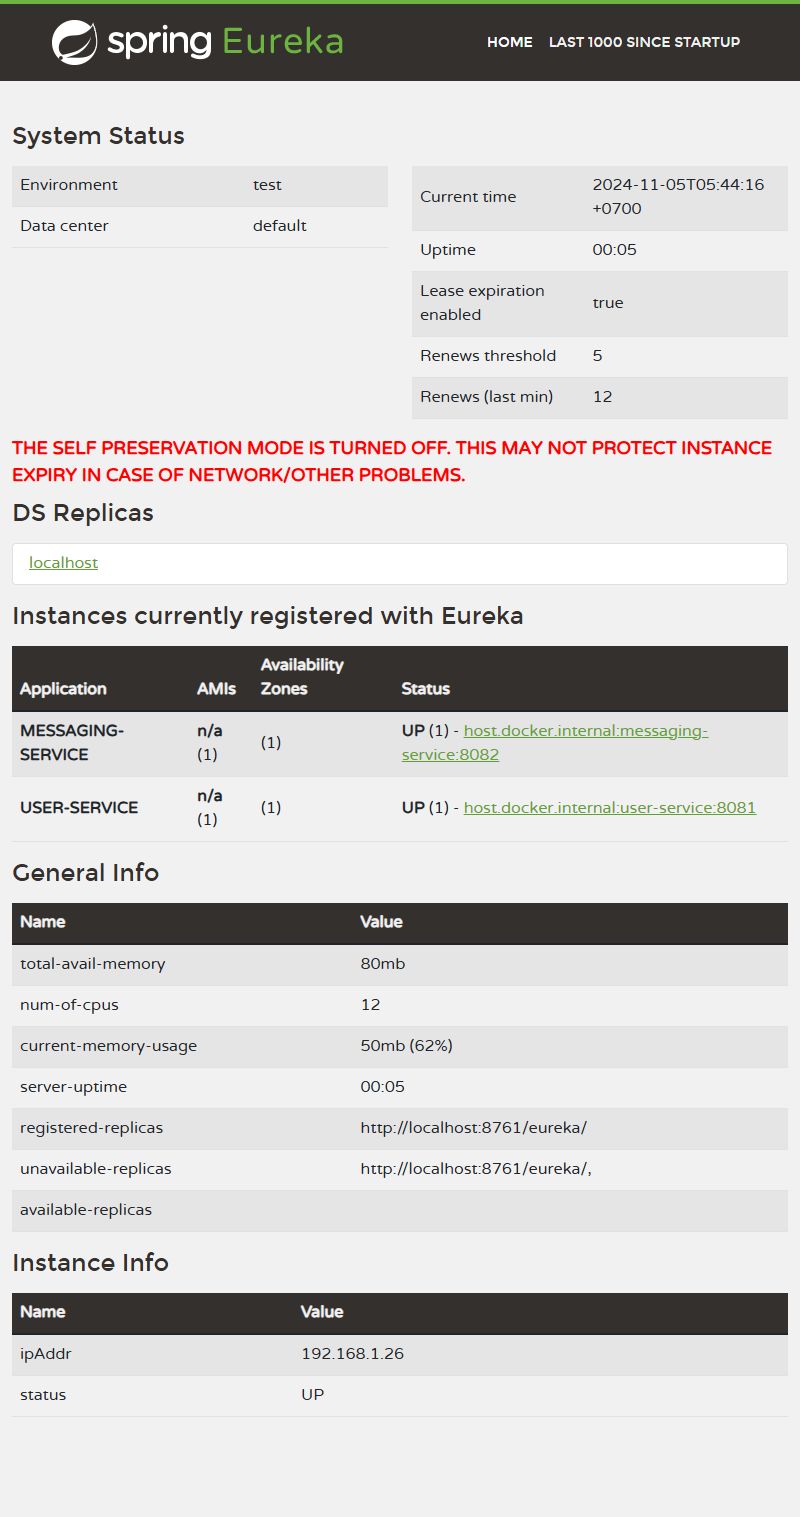 spring Eureka
HOME LAST 1000 SINCE STARTUP
System Status
Environment test
Data center default
Current time 2024-11-05T05:44:16
+0700
Uptime 00:05
Lease expiration
enabled true
Renews threshold 5
Renews (last min) 12
THE SELF PRESERVATION MODE IS TURNED OFF. THIS MAY NOT PROTECT INSTANCE
EXPIRY IN CASE OF NETWORK/OTHER PROBLEMS.
DS Replicas
localhost
Instances currently registered with Eureka
Application AMIs Availability
Zones Status
MESSAGING-
SERVICE n/a
(1) (1) UP (1) - host.docker.internal:messaging-
service:8082
USER-SERVICE n/a
(1) (1) UP (1) - host.docker.internal:user-service:8081
General Info
Name Value
total-avail-memory 80mb
num-of-cpus 12
current-memory-usage 50mb (62%)
server-uptime 00:05
registered-replicas http://localhost:8761/eureka/
unavailable-replicas http://localhost:8761/eureka/,
available-replicas
Instance Info
Name Value
ipAddr 192.168.1.26
status UP